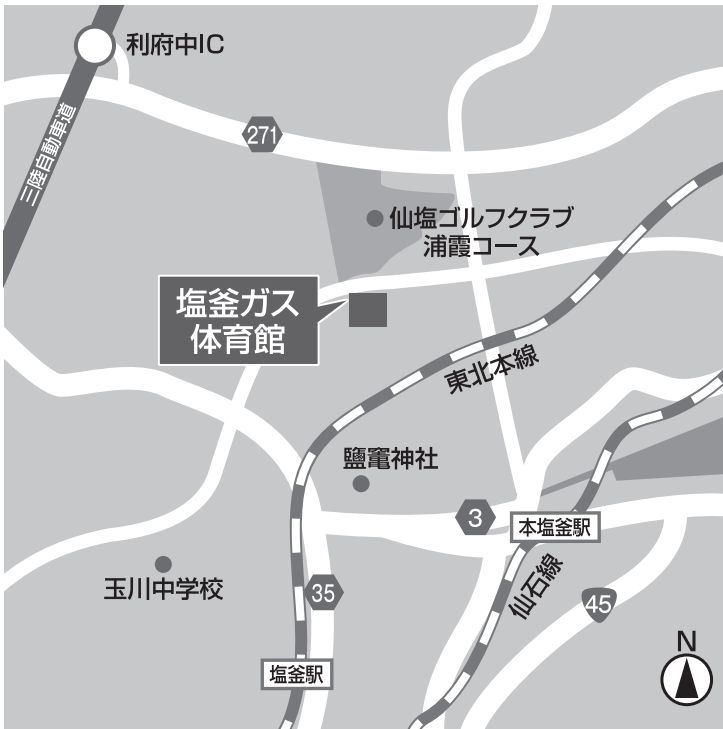 利府中IC
三陸自動車道
271
仙塩ゴルフクラブ
浦霞コース
塩釜ガス
体育館
東北本線
鹽竈神社
3
本塩釜駅
玉川中学校
35
仙石線
45
塩釜駅
N